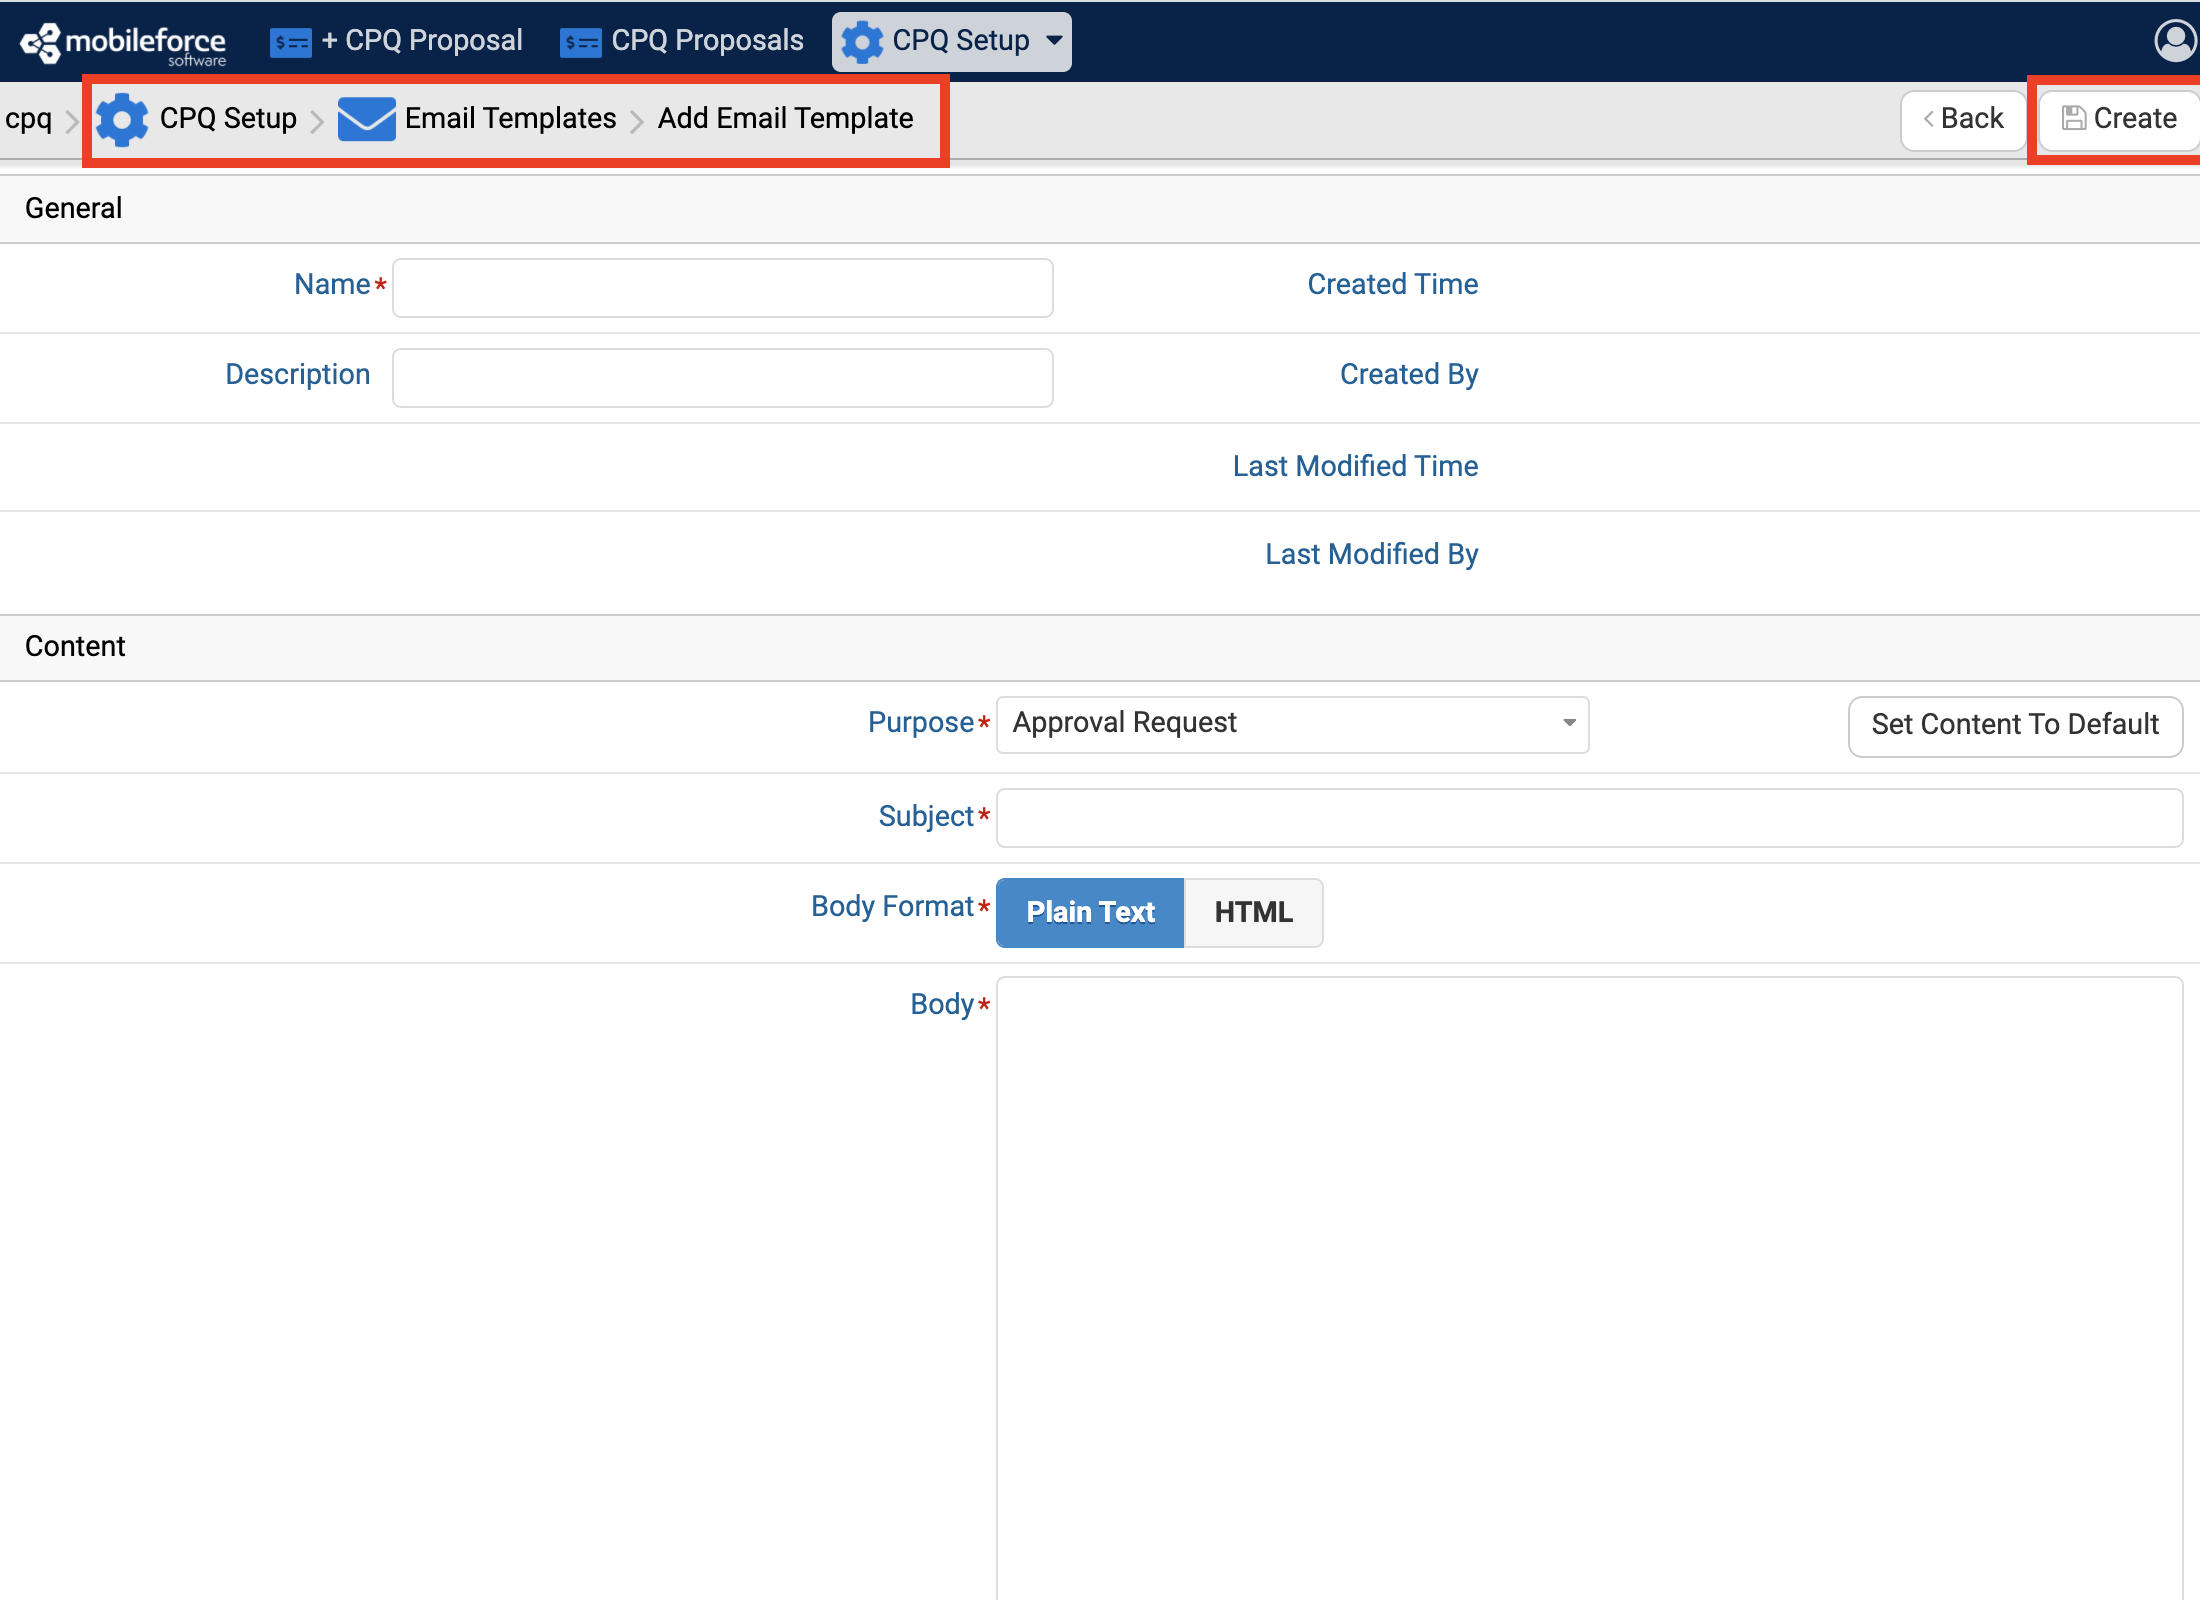 mobileforce
software
+ CPQ Proposal
CPQ Proposals
CPQ Setup
cpq
CPQ Setup
Email Templates
Add Email Template
Back
Create
General
Name*
Created Time
Description
Created By
Last Modified Time
Last Modified By
Content
Purpose*
Approval Request
Set Content To Default
Subject*
Body Format*
Plain Text
HTML
Body*